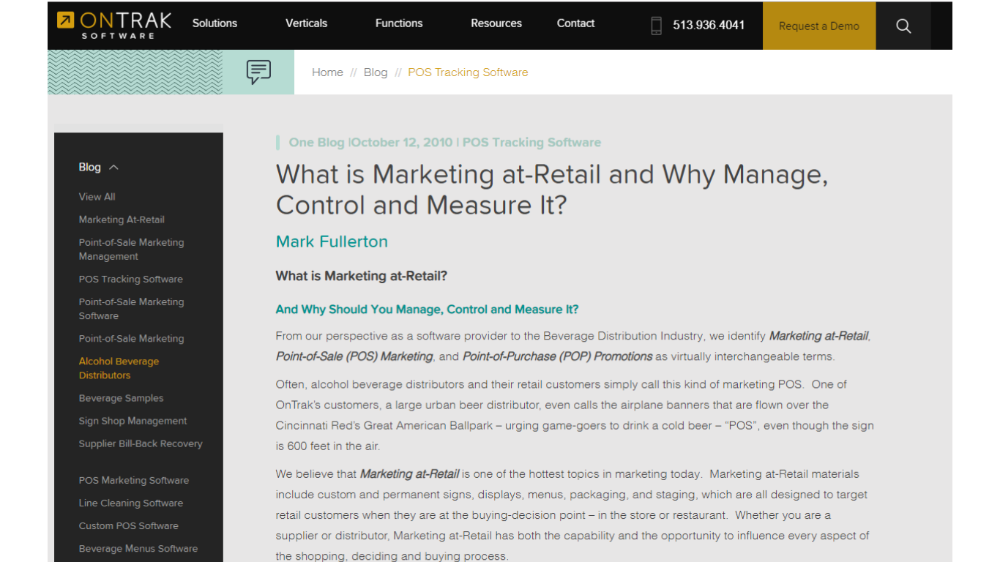 ONTRAK
SOFTWARE
Solutions
Verticals
Functions
Resources
Contact
513.936.4041
Request a Demo
Home // Blog // POS Tracking Software
Blog
View All
Marketing At-Retail
Point-of-Sale Marketing
Management
POS Tracking Software
Point-of-Sale Marketing
Software
Point-of-Sale Marketing
Alcohol Beverage
Distributors
Beverage Samples
Sign Shop Management
Supplier Bill-Back Recovery
POS Marketing Software
Line Cleaning Software
Custom POS Software
Beverage Menus Software
One Blog |October 12, 2010 | POS Tracking Software
What is Marketing at-Retail and Why Manage,
Control and Measure It?
Mark Fullerton
What is Marketing at-Retail?
And Why Should You Manage, Control and Measure It?
From our perspective as a software provider to the Beverage Distribution Industry, we identify Marketing at-Retail,
Point-of-Sale (POS) Marketing, and Point-of-Purchase (POP) Promotions as virtually interchangeable terms.
Often, alcohol beverage distributors and their retail customers simply call this kind of marketing POS. One of
OnTrak's customers, a large urban beer distributor, even calls the airplane banners that are flown over the
Cincinnati Red's Great American Ballpark – urging game-goers to drink a cold beer – "POS", even though the sign
is 600 feet in the air.
We believe that Marketing at-Retail is one of the hottest topics in marketing today. Marketing at-Retail materials
include custom and permanent signs, displays, menus, packaging, and staging, which are all designed to target
retail customers when they are at the buying-decision point – in the store or restaurant. Whether you are a
supplier or distributor, Marketing at-Retail has both the capability and the opportunity to influence every aspect of
the shopping, deciding and buying process.